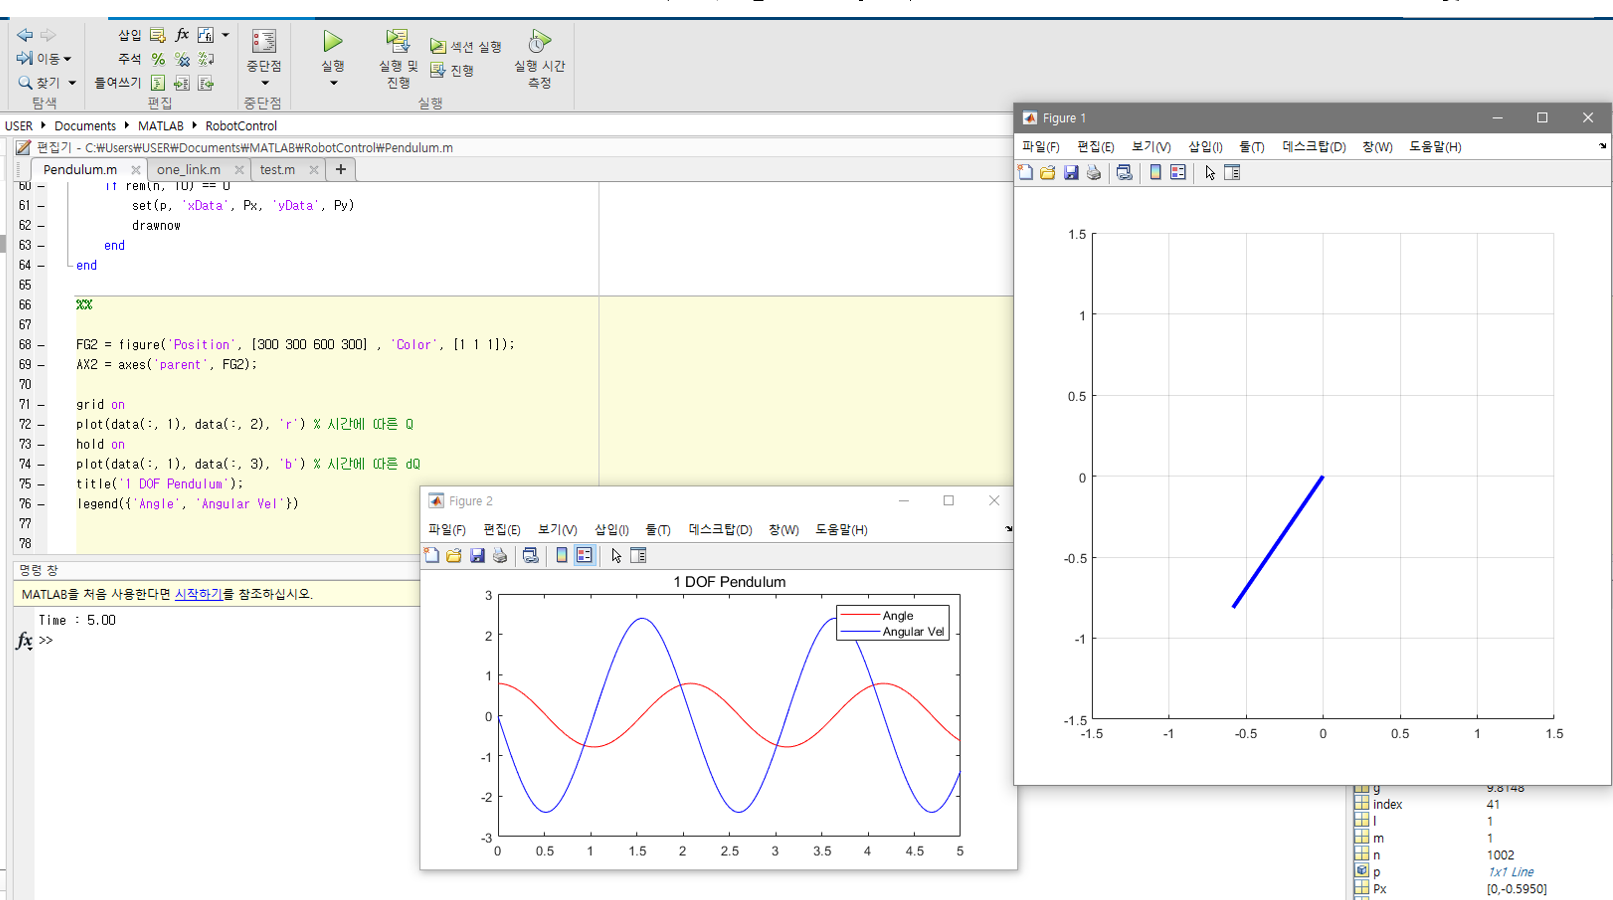 삽입 fx
이동 주석 %
찾기 들여쓰기
중단점 실행 실행 및 진행 섹션 실행 진행 실행 시간 측정
탐색 편집 중단점 실행
USER Documents MATLAB RobotControl
편집기 - C:₩Users₩USER₩Documents₩MATLAB₩RobotControl₩Pendulum.m
Pendulum.m one_link.m test.m +
60 if rem(n, 10) == 0
61 set(p, 'xData', Px, 'yData', Py)
62 drawnow
63 end
64 end
65
66 %%
67
68 FG2 = figure('Position', [300 300 600 300] , 'Color', [1 1 1]);
69 AX2 = axes('parent', FG2);
70
71 grid on
72 plot(data(:, 1), data(:, 2), 'r') % 시간에 따른 Q
73 hold on
74 plot(data(:, 1), data(:, 3), 'b') % 시간에 따른 dQ
75 title('1 DOF Pendulum');
76 legend({'Angle', 'Angular Vel'})
77
78
명령 창
MATLAB을 처음 사용한다면 시작하기를 참조하십시오.
Time : 5.00
fx >>
Figure 2
파일(F) 편집(E) 보기(V) 삽입(I) 툴(T) 데스크탑(D) 창(W) 도움말(H)
1 DOF Pendulum
Angle
Angular Vel
3
2
1
0
-1
-2
-3
0 0.5 1 1.5 2 2.5 3 3.5 4 4.5 5
Figure 1
파일(F) 편집(E) 보기(V) 삽입(I) 툴(T) 데스크탑(D) 창(W) 도움말(H)
1.5
1
0.5
0
-0.5
-1
-1.5
-1.5 -1 -0.5 0 0.5 1 1.5
g 9.8148
index 41
l 1
m 1
n 1002
p 1x1 Line
Px [0,-0.5950]